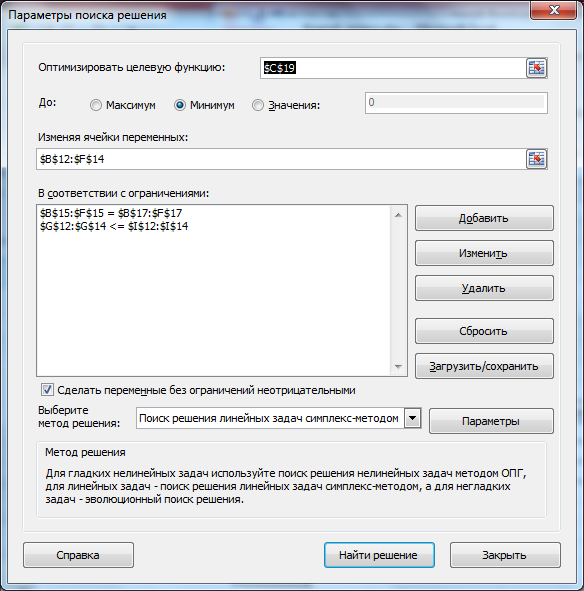 Параметры поиска решения
Оптимизировать целевую функцию: $C$19
До: Максимум Минимум Значения: 0
Изменяя ячейки переменных:
$B$12:$F$14
В соответствии с ограничениями:
$B$15:$F$15 = $B$17:$F$17
$G$12:$G$14 <= $I$12:$I$14
Добавить
Изменить
Удалить
Сбросить
Загрузить/сохранить
Сделать переменные без ограничений неотрицательными
Выберите
метод решения: Поиск решения линейных задач симплекс-методом Параметры
Метод решения
Для гладких нелинейных задач используйте поиск решения нелинейных задач методом ОПГ,
для линейных задач - поиск решения линейных задач симплекс-методом, а для негладких
задач - эволюционный поиск решения.
Справка Найти решение Закрыть